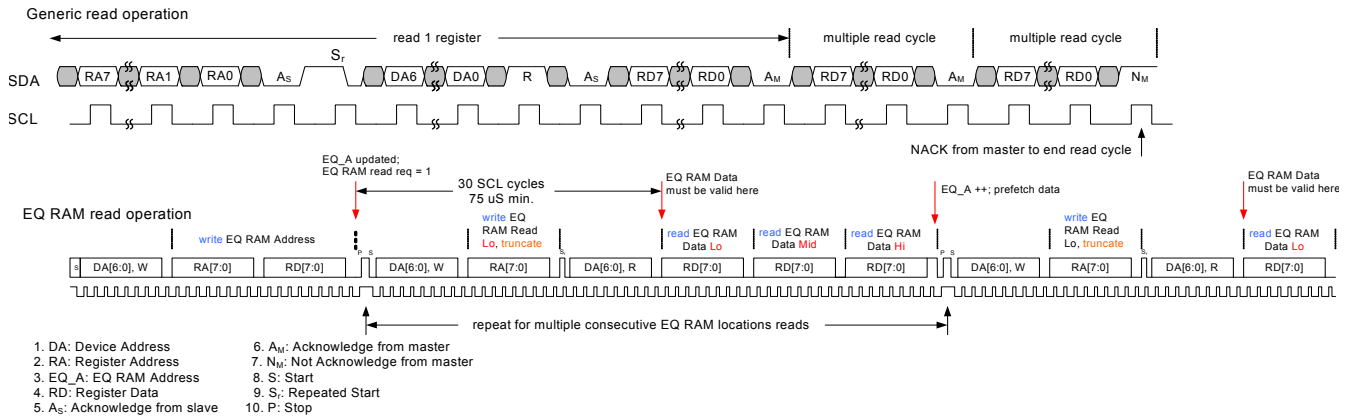 Generic read operation
read 1 register
multiple read cycle
multiple read cycle
Sr
SDA
RA7
RA1
RA0
AS
DA6
DA0
R
AS
RD7
RD0
AM
RD7
RD0
AM
RD7
RD0
NM
SCL
NACK from master to end read cycle
EQ_A updated;
EQ RAM read req = 1
30 SCL cycles
75 uS min.
EQ RAM Data
must be valid here
EQ_A ++; prefetch data
EQ RAM Data
must be valid here
EQ RAM read operation
write EQ RAM Address
write EQ
RAM Read
Lo, truncate
read EQ RAM
Data Lo
read EQ RAM
Data Mid
read EQ RAM
Data Hi
write EQ
RAM Read
Lo, truncate
read EQ RAM
Data Lo
P S
Sr
P S
Sr
S
DA[6:0], W
RA[7:0]
RD[7:0]
DA[6:0], W
RA[7:0]
DA[6:0], R
RD[7:0]
RD[7:0]
RD[7:0]
DA[6:0], W
RA[7:0]
DA[6:0], R
RD[7:0]
repeat for multiple consecutive EQ RAM locations reads
1. DA: Device Address
2. RA: Register Address
3. EQ_A: EQ RAM Address
4. RD: Register Data
5. AS: Acknowledge from slave
6. AM: Acknowledge from master
7. NM: Not Acknowledge from master
8. S: Start
9. Sr: Repeated Start
10. P: Stop